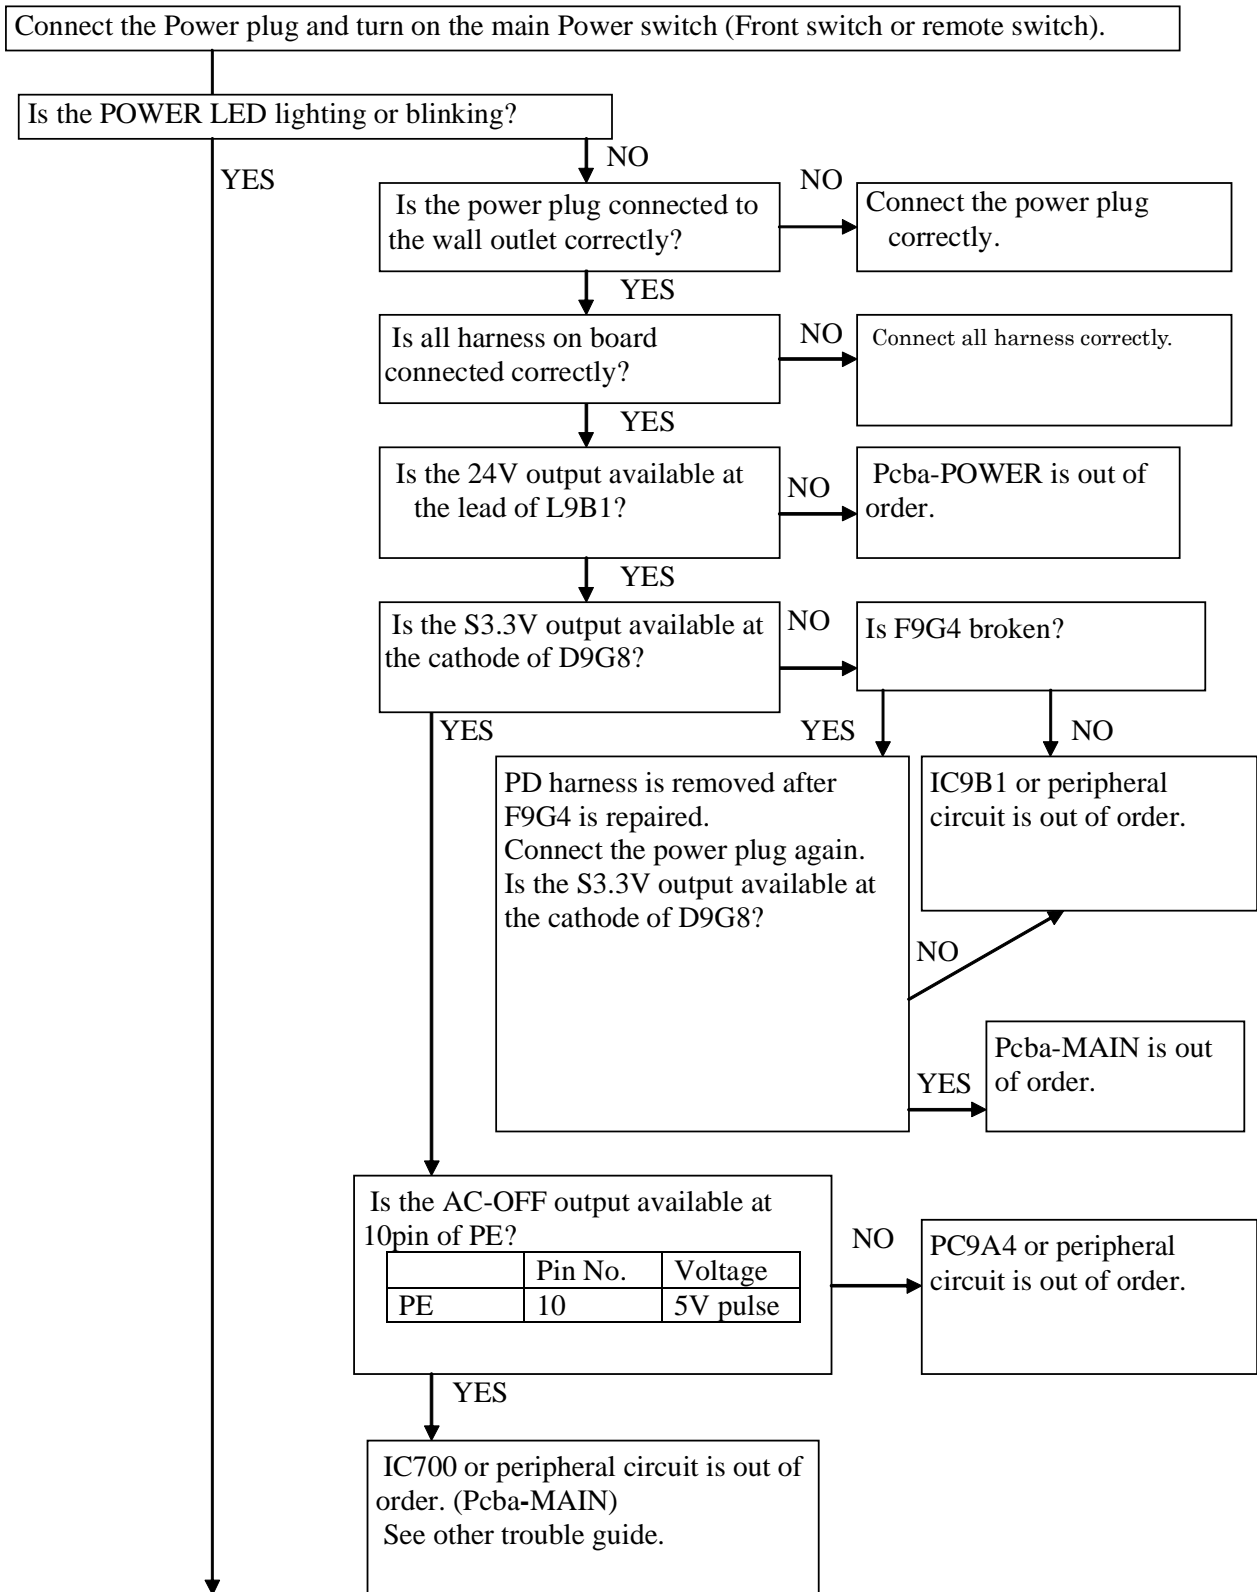 Connect the Power plug and turn on the main Power switch (Front switch or remote switch).
Is the POWER LED lighting or blinking?
YES
NO
Is the power plug connected to
the wall outlet correctly?
NO
Connect the power plug
correctly.
YES
Is all harness on board
connected correctly?
NO
Connect all harness correctly.
YES
Is the 24V output available at
the lead of L9B1?
NO
Pcba-POWER is out of
order.
YES
Is the S3.3V output available at
the cathode of D9G8?
NO
Is F9G4 broken?
YES
YES
NO
PD harness is removed after
F9G4 is repaired.
Connect the power plug again.
Is the S3.3V output available at
the cathode of D9G8?
IC9B1 or peripheral
circuit is out of order.
NO
YES
Pcba-MAIN is out
of order.
Is the AC-OFF output available at
10pin of PE?
Pin No. Voltage
PE 10 5V pulse
NO
PC9A4 or peripheral
circuit is out of order.
YES
IC700 or peripheral circuit is out of
order. (Pcba-MAIN)
See other trouble guide.